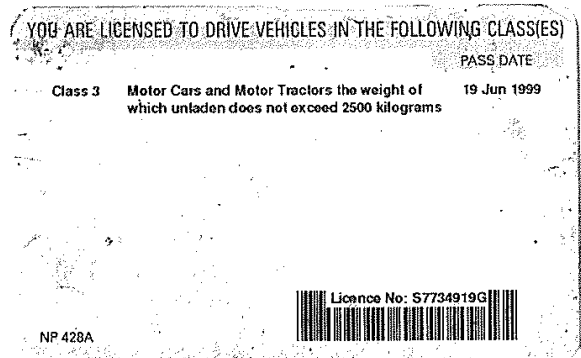 YOU ARE LICENSED TO DRIVE VEHICLES IN THE FOLLOWING CLASS(ES)
PASS DATE
Class 3 Motor Cars and Motor Tractors the weight of 19 Jun 1999
which unladen does not exceed 2500 kilograms
Licence No: S7734919G
NP 428A